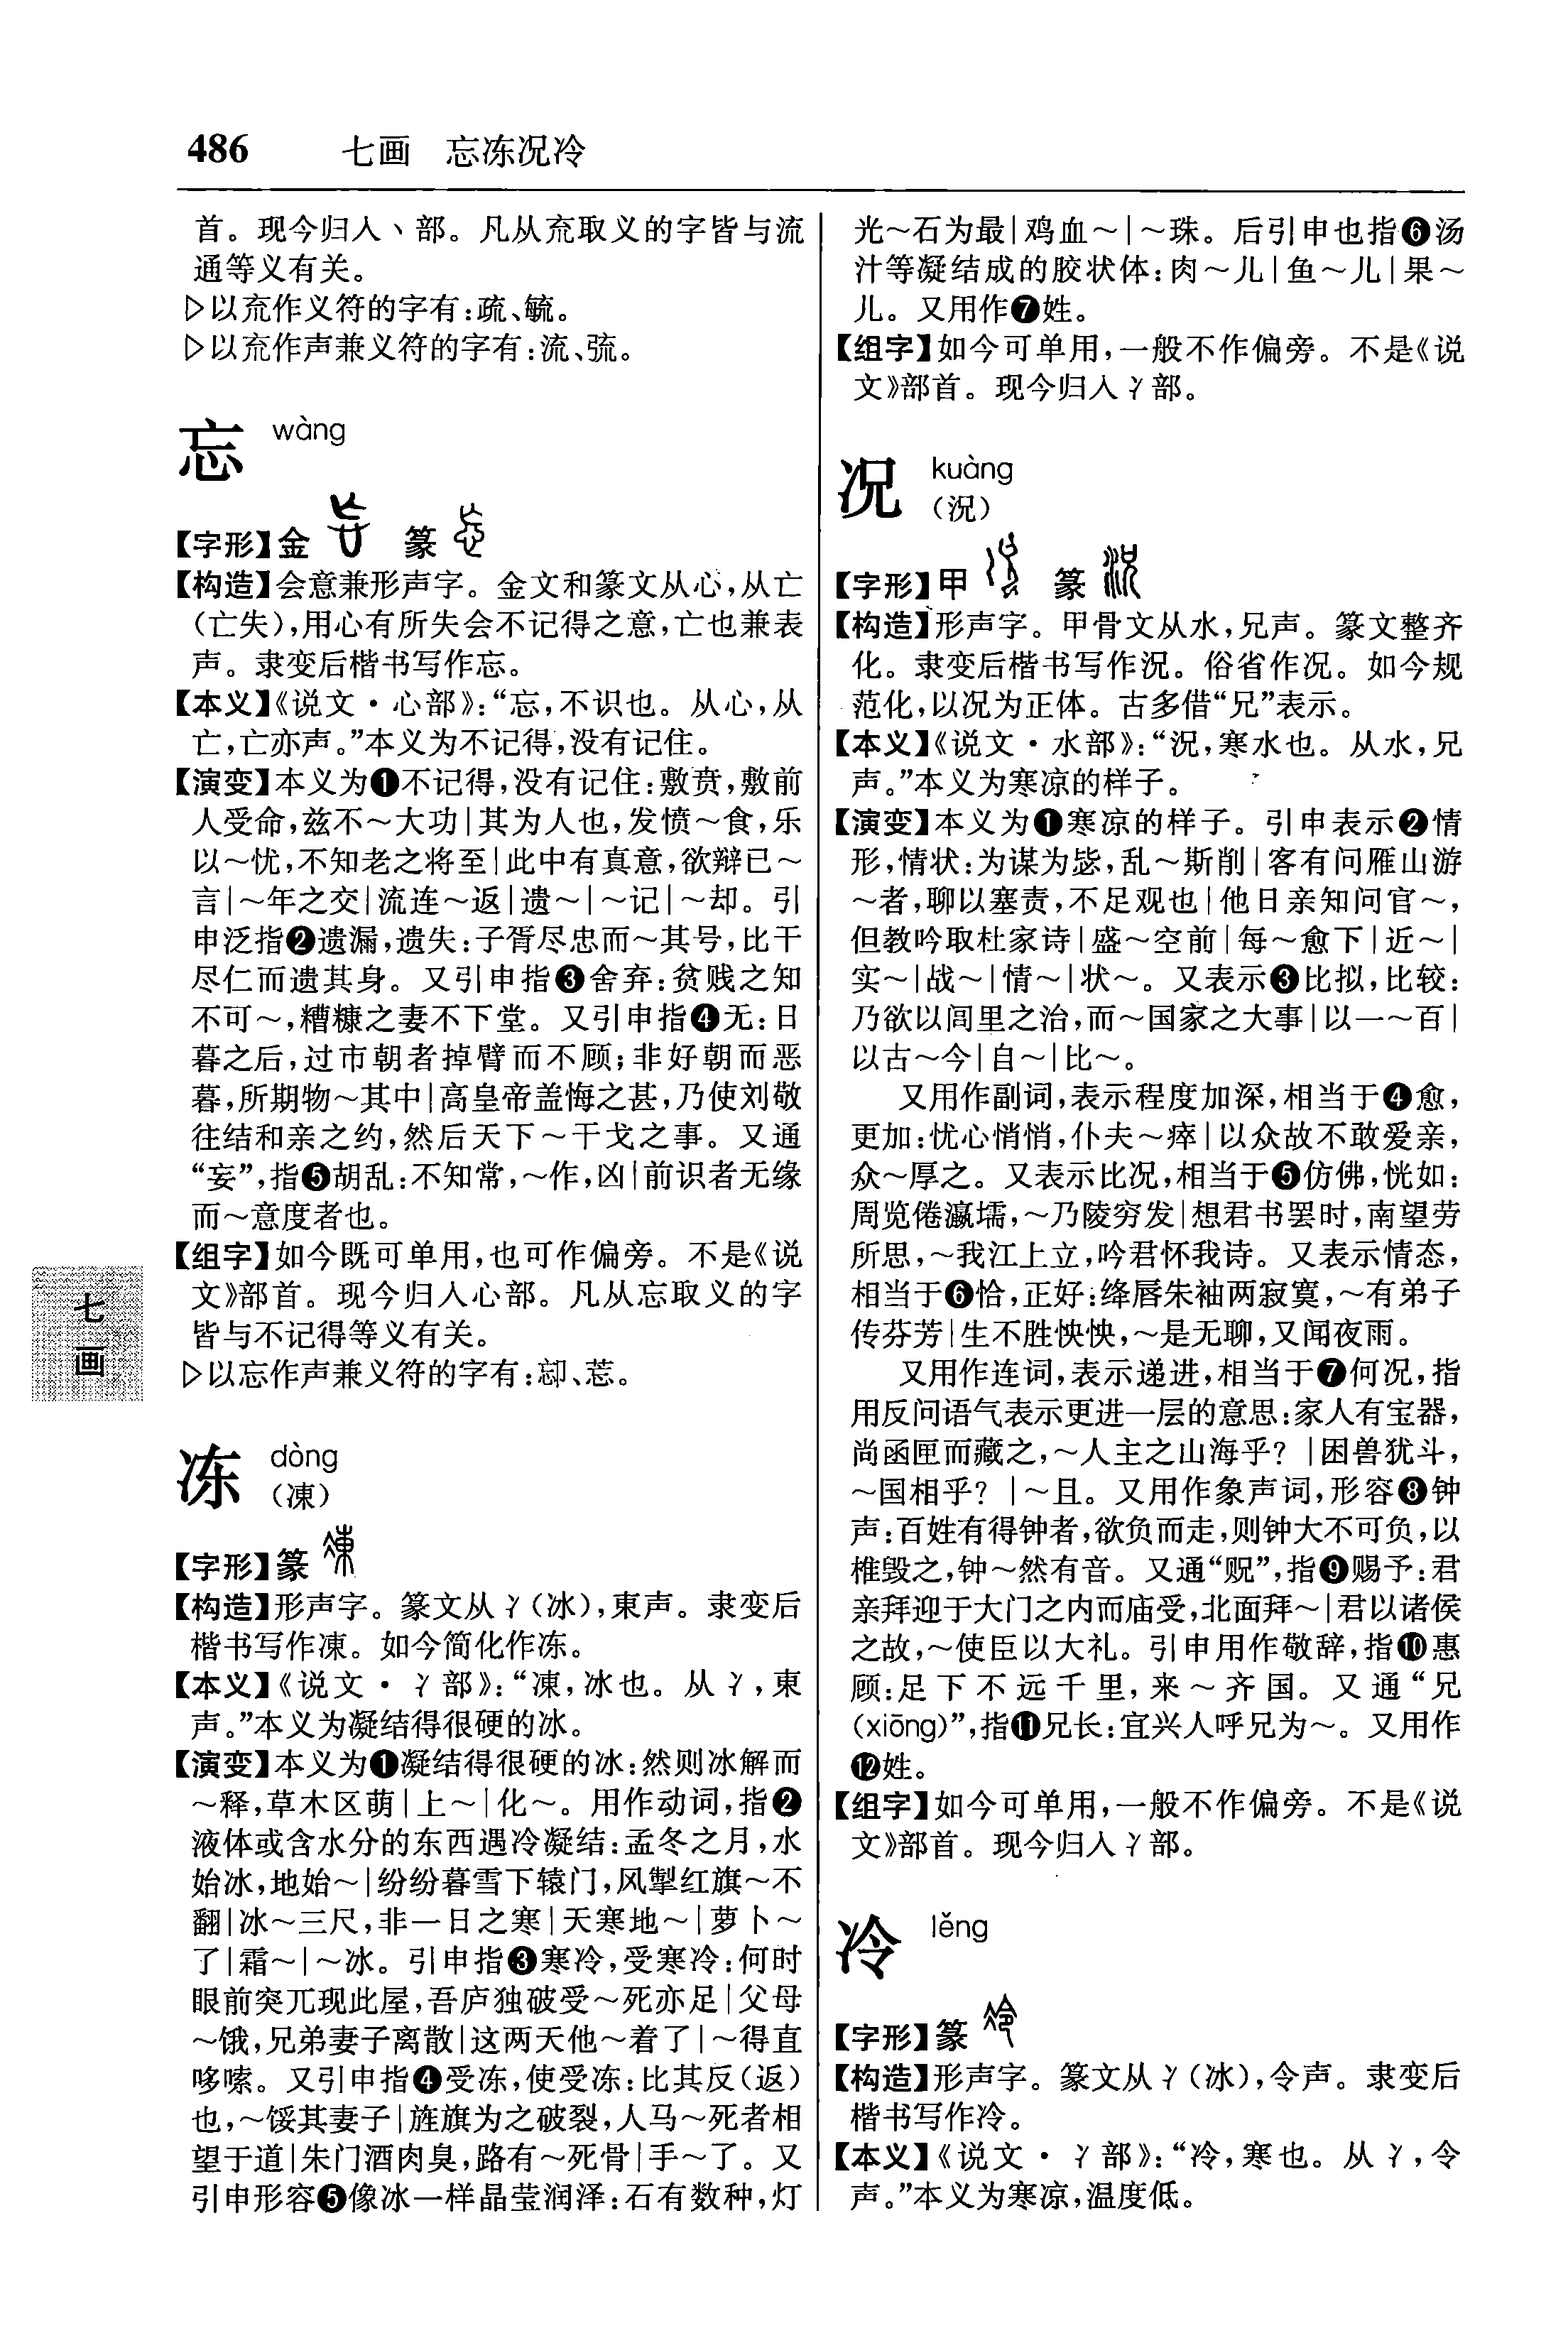 486 七画 忘冻况冷
首。现今归入丶部。凡从㐬取义的字皆与流
通等义有关。
▷以㐬作义符的字有:疏、毓。
▷以㐬作声兼义符的字有:流、琉。
忘 wàng
【字形】金 篆
【构造】会意兼形声字。金文和篆文从心,从亡
(亡失),用心有所失会不记得之意,亡也兼表
声。隶变后楷书写作忘。
【本义】《说文·心部》:“忘,不识也。从心,从
亡,亡亦声。”本义为不记得,没有记住。
【演变】本义为❶不记得,没有记住:敷贲,敷前
人受命,兹不～大功|其为人也,发愤～食,乐
以～忧,不知老之将至|此中有真意,欲辩已～
言|～年之交|流连～返|遗～|～记|～却。引
申泛指❷遗漏,遗失:子胥尽忠而～其号,比干
尽仁而遗其身。又引申指❸舍弃:贫贱之知
不可～,糟糠之妻不下堂。又引申指❹无:日
暮之后,过市朝者掉臂而不顾;非好朝而恶
暮,所期物～其中|高皇帝盖悔之甚,乃使刘敬
往结和亲之约,然后天下～干戈之事。又通
“妄”,指❺胡乱:不知常,～作,凶|前识者无缘
而～意度者也。
【组字】如今既可单用,也可作偏旁。不是《说
文》部首。现今归入心部。凡从忘取义的字
皆与不记得等义有关。
▷以忘作声兼义符的字有:𢗅、莣。
冻 dòng
(凍)
【字形】篆
【构造】形声字。篆文从冫(冰),東声。隶变后
楷书写作凍。如今简化作冻。
【本义】《说文·冫部》:“凍,冰也。从冫,東
声。”本义为凝结得很硬的冰。
【演变】本义为❶凝结得很硬的冰:然则冰解而
～释,草木区萌|上～|化～。用作动词,指❷
液体或含水分的东西遇冷凝结:孟冬之月,水
始冰,地始～|纷纷暮雪下辕门,风掣红旗～不
翻|冰～三尺,非一日之寒|天寒地～|萝卜～
了|霜～|～冰。引申指❸寒冷,受寒冷:何时
眼前突兀现此屋,吾庐独破受～死亦足|父母
～饿,兄弟妻子离散|这两天他～着了|～得直
哆嗦。又引申指❹受冻,使受冻:比其反(返)
也,～馁其妻子|旌旗为之破裂,人马～死者相
望于道|朱门酒肉臭,路有～死骨|手～了。又
引申形容❺像冰一样晶莹润泽:石有数种,灯
光～石为最|鸡血～|～珠。后引申也指❻汤
汁等凝结成的胶状体:肉～儿|鱼～儿|果～
儿。又用作❼姓。
【组字】如今可单用,一般不作偏旁。不是《说
文》部首。现今归入冫部。
况 kuàng
(況)
【字形】甲 篆
【构造】形声字。甲骨文从水,兄声。篆文整齐
化。隶变后楷书写作況。俗省作况。如今规
范化,以况为正体。古多借“兄”表示。
【本义】《说文·水部》:“況,寒水也。从水,兄
声。”本义为寒凉的样子。
【演变】本义为❶寒凉的样子。引申表示❷情
形,情状:为谋为毖,乱～斯削|客有问雁山游
～者,聊以塞责,不足观也|他日亲知问官～,
但教吟取杜家诗|盛～空前|每～愈下|近～|
实～|战～|情～|状～。又表示❸比拟,比较:
乃欲以闾里之治,而～国家之大事|以一～百|
以古～今|自～|比～。
又用作副词,表示程度加深,相当于❹愈,
更加:忧心悄悄,仆夫～瘁|以众故不敢爱亲,
众～厚之。又表示比况,相当于❺仿佛,恍如:
周览倦瀛壖,～乃陵穷发|想君书罢时,南望劳
所思,～我江上立,吟君怀我诗。又表示情态,
相当于❻恰,正好:绛唇朱袖两寂寞,～有弟子
传芬芳|生不胜怏怏,～是无聊,又闻夜雨。
又用作连词,表示递进,相当于❼何况,指
用反问语气表示更进一层的意思:家人有宝器,
尚函匣而藏之,～人主之山海乎?|困兽犹斗,
～国相乎?|～且。又用作象声词,形容❽钟
声:百姓有得钟者,欲负而走,则钟大不可负,以
椎毁之,钟～然有音。又通“贶”,指❾赐予:君
亲拜迎于大门之内而庙受,北面拜～|君以诸侯
之故,～使臣以大礼。引申用作敬辞,指❿惠
顾:足下不远千里,来～齐国。又通“兄
(xiōng)”,指⓫兄长:宜兴人呼兄为～。又用作
⓬姓。
【组字】如今可单用,一般不作偏旁。不是《说
文》部首。现今归入冫部。
冷 lěng
【字形】篆
【构造】形声字。篆文从冫(冰),令声。隶变后
楷书写作冷。
【本义】《说文·冫部》:“冷,寒也。从冫,令
声。”本义为寒凉,温度低。
七
画